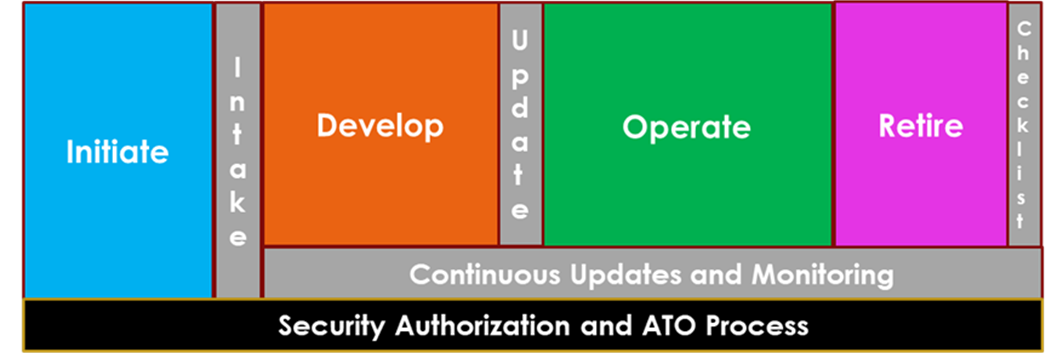 Initiate
Intake
Develop
Update
Operate
Retire
Checklist
Continuous Updates and Monitoring
Security Authorization and ATO Process